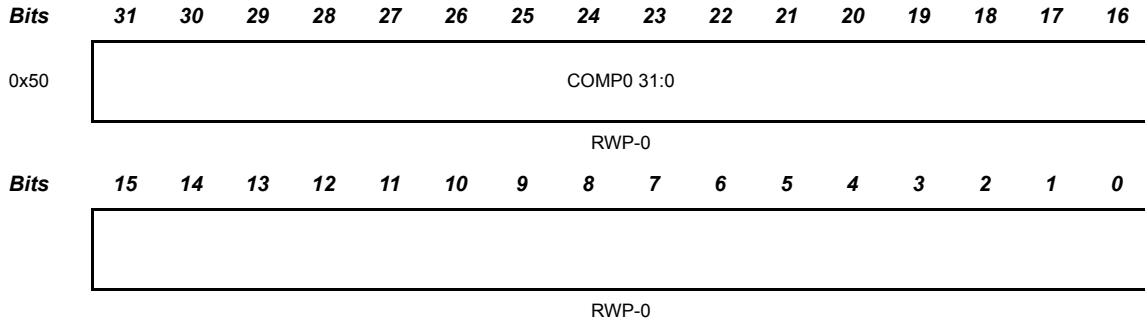 Bits 31 30 29 28 27 26 25 24 23 22 21 20 19 18 17 16
0x50 COMP0 31:0
RWP-0
Bits 15 14 13 12 11 10 9 8 7 6 5 4 3 2 1 0
RWP-0